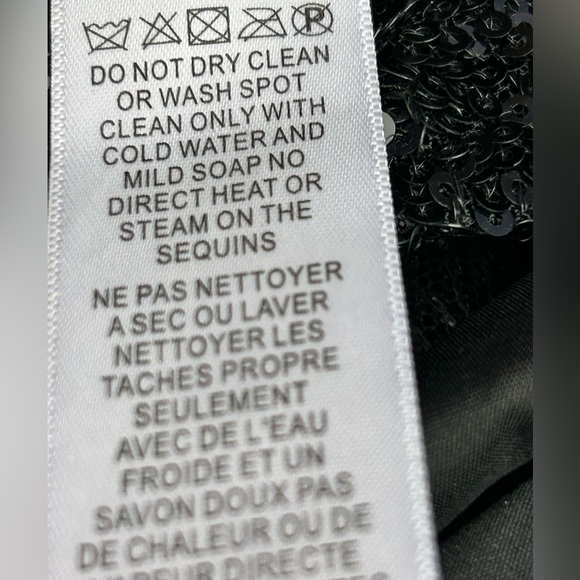 P
DO NOT DRY CLEAN
OR WASH SPOT
CLEAN ONLY WITH
COLD WATER AND
MILD SOAP NO
DIRECT HEAT OR
STEAM ON THE
SEQUINS
NE PAS NETTOYER
A SEC OU LAVER
NETTOYER LES
TACHES PROPRE
SEULEMENT
AVEC DE L'EAU
FROIDE ET UN
SAVON DOUX PAS
DE CHALEUR OU DE
VAPEUR DIRECTE